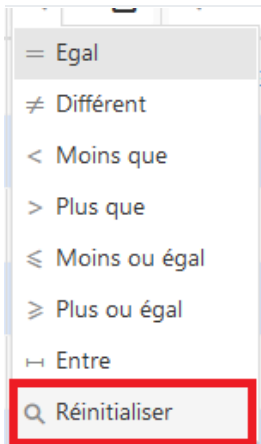 = Egal
≠ Différent
< Moins que
> Plus que
⩽ Moins ou égal
⩾ Plus ou égal
Entre
Réinitialiser